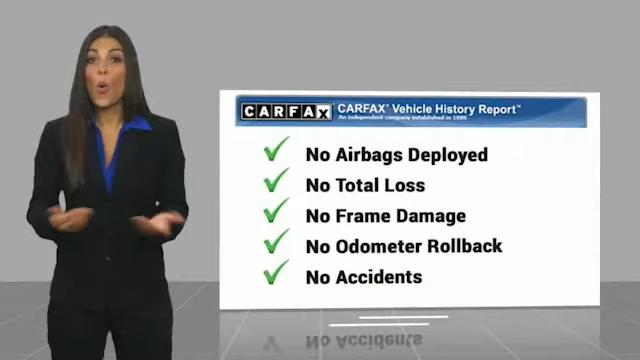 CARFAX CARFAX® Vehicle History Report™
An independent company established in 1986
No Airbags Deployed
No Total Loss
No Frame Damage
No Odometer Rollback
No Accidents